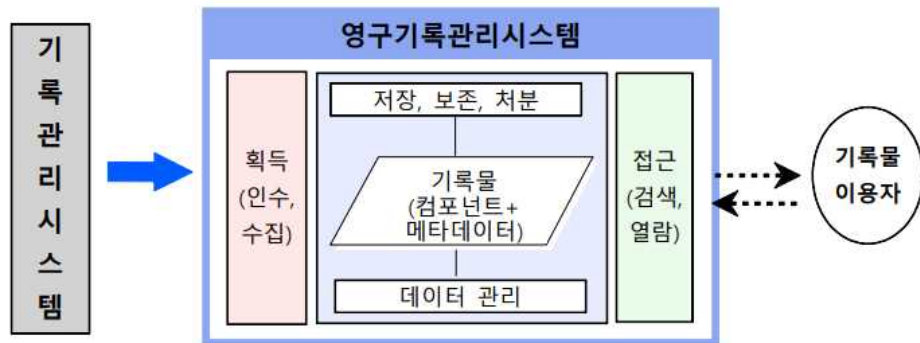 기
록
관
리
시
스
템
영구기록관리시스템
획득
(인수,
수집)
저장, 보존, 처분
기록물
(컴포넌트+
메타데이터)
데이터 관리
접근
(검색,
열람)
기록물
이용자